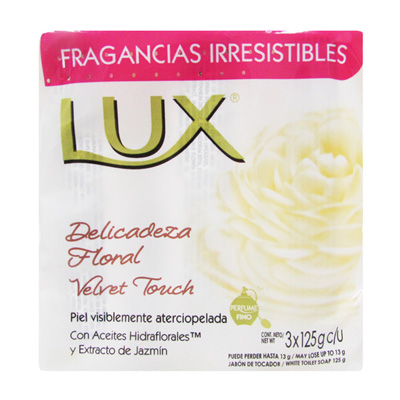 FRAGANCIAS IRRESISTIBLES
LUX®
Delicadeza
Floral
Velvet Touch
Piel visiblemente aterciopelada
Con Aceites Hidraflorales™
y Extracto de Jazmín
PERFUME
FINO
CONT. NETO/
NET WT 3x125g c/u
PUEDE PERDER HASTA 13 g / MAY LOSE UP TO 13 g
JABÓN DE TOCADOR / WHITE TOILET SOAP 125 g